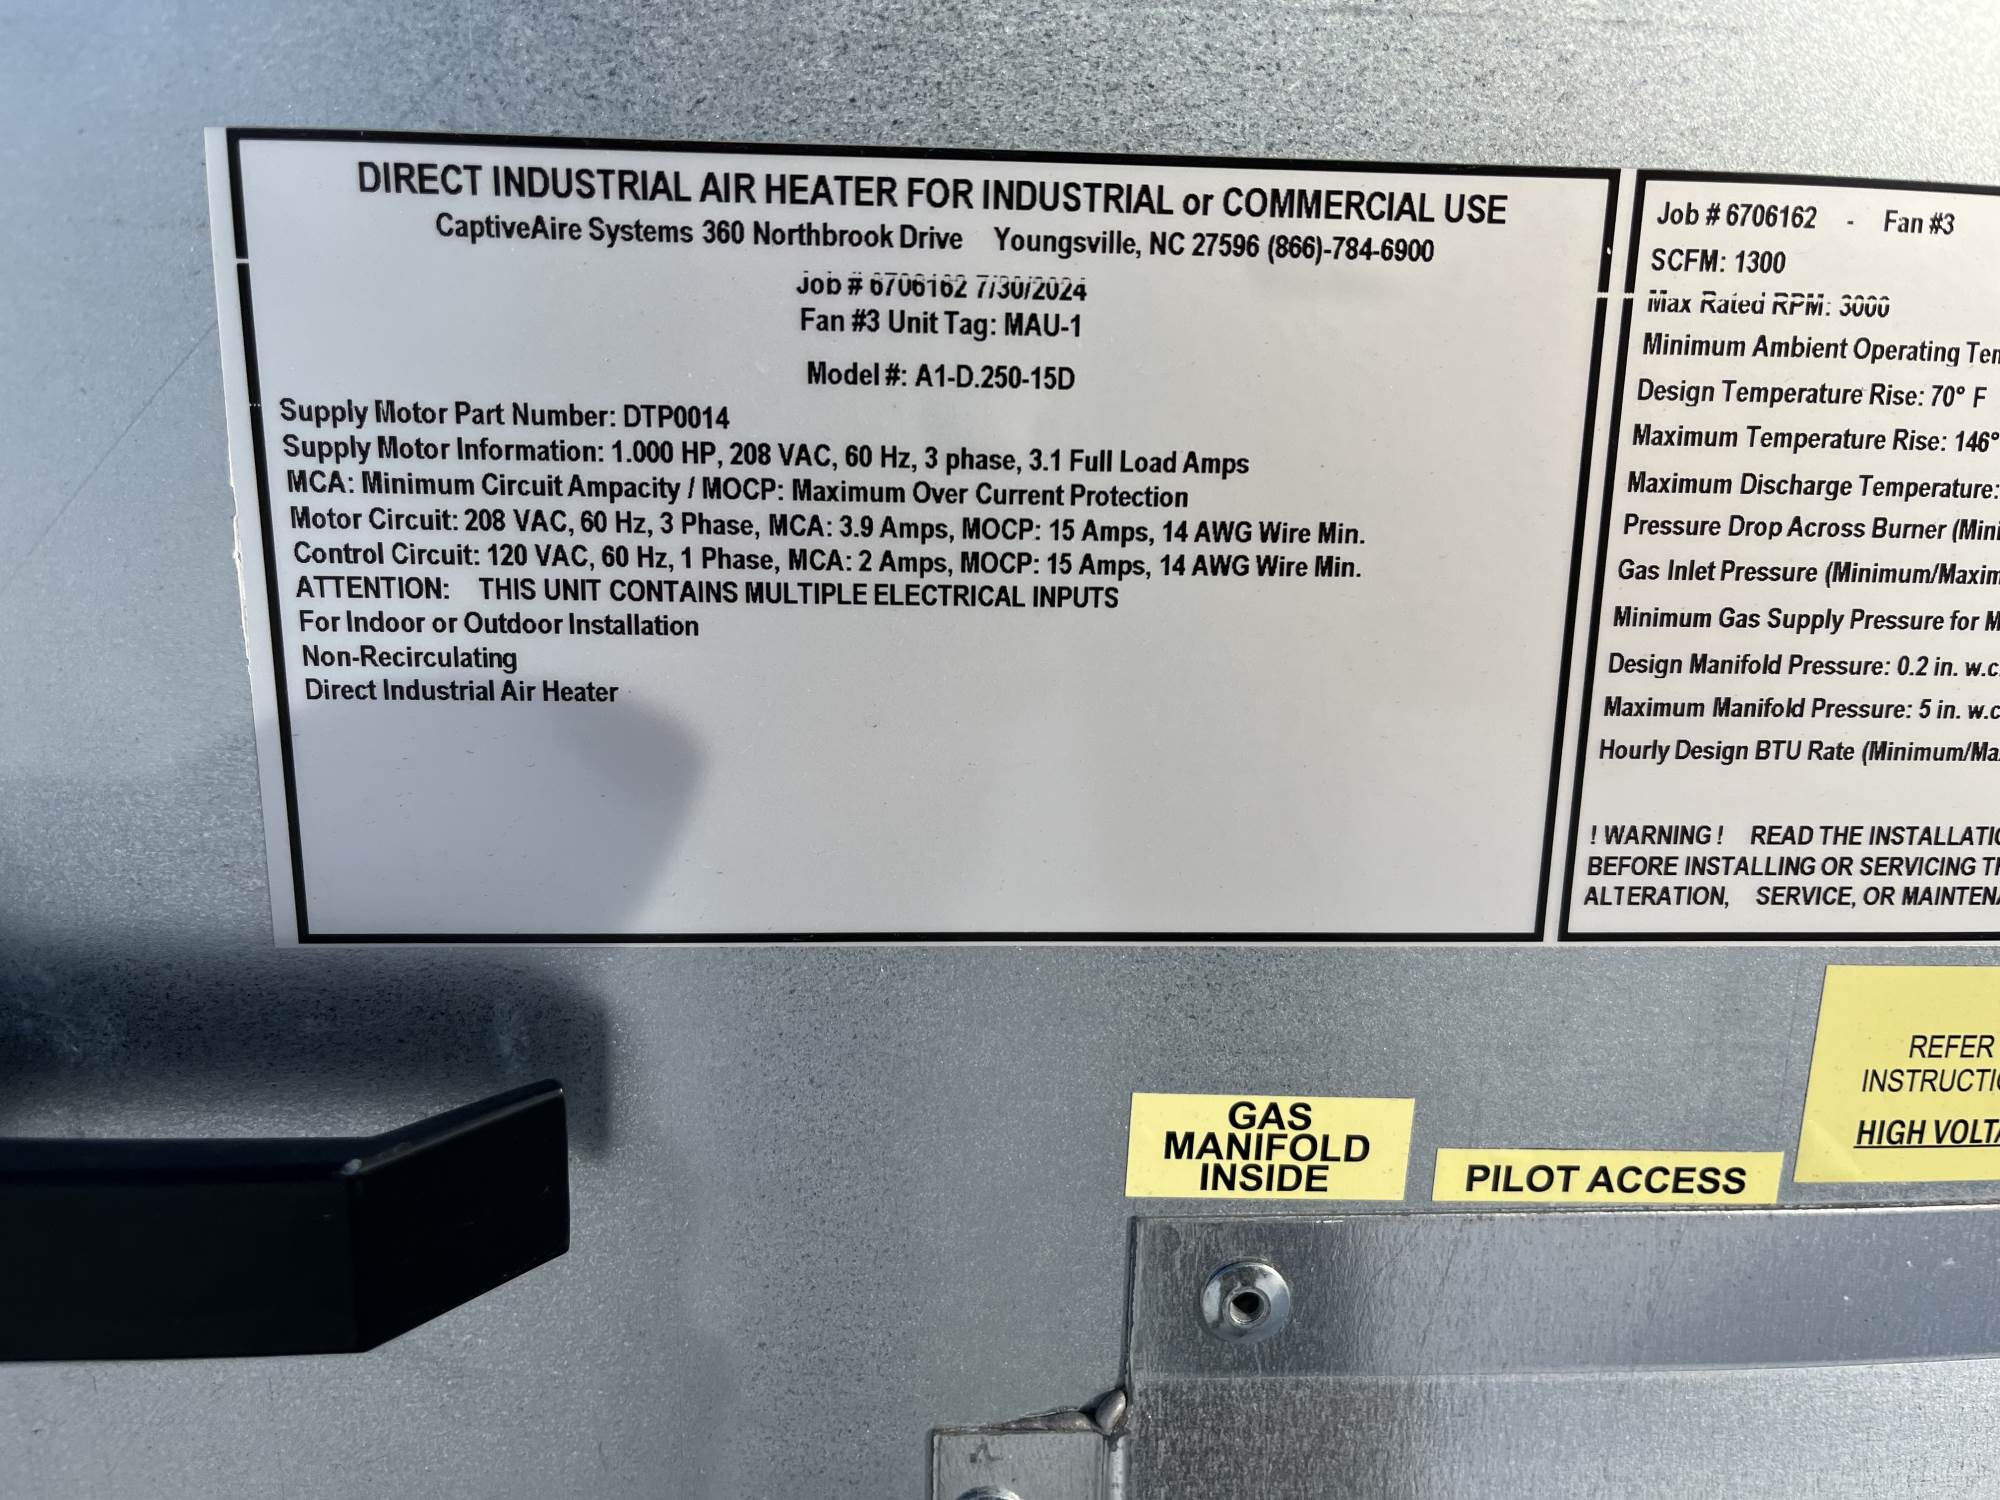 DIRECT INDUSTRIAL AIR HEATER FOR INDUSTRIAL or COMMERCIAL USE
CaptiveAire Systems 360 Northbrook Drive Youngsville, NC 27596 (866)-784-6900
Job # 6706162 7/30/2024
Fan #3 Unit Tag: MAU-1
Model #: A1-D.250-15D
Supply Motor Part Number: DTP0014
Supply Motor Information: 1.000 HP, 208 VAC, 60 Hz, 3 phase, 3.1 Full Load Amps
MCA: Minimum Circuit Ampacity / MOCP: Maximum Over Current Protection
Motor Circuit: 208 VAC, 60 Hz, 3 Phase, MCA: 3.9 Amps, MOCP: 15 Amps, 14 AWG Wire Min.
Control Circuit: 120 VAC, 60 Hz, 1 Phase, MCA: 2 Amps, MOCP: 15 Amps, 14 AWG Wire Min.
ATTENTION: THIS UNIT CONTAINS MULTIPLE ELECTRICAL INPUTS
For Indoor or Outdoor Installation
Non-Recirculating
Direct Industrial Air Heater
Job # 6706162 - Fan #3
SCFM: 1300
Max Rated RPM: 3000
Minimum Ambient Operating
Design Temperature Rise: 70° F
Maximum Temperature Rise: 146°
Maximum Discharge Temperature:
Pressure Drop Across Burner
Gas Inlet Pressure
Minimum Gas Supply Pressure for
Design Manifold Pressure: 0.2 in. w.c.
Maximum Manifold Pressure: 5 in. w.c
Hourly Design BTU Rate
! WARNING ! READ THE
BEFORE INSTALLING OR SERVICING
ALTERATION, SERVICE, OR
GAS
MANIFOLD
INSIDE
PILOT ACCESS
REFER
HIGH